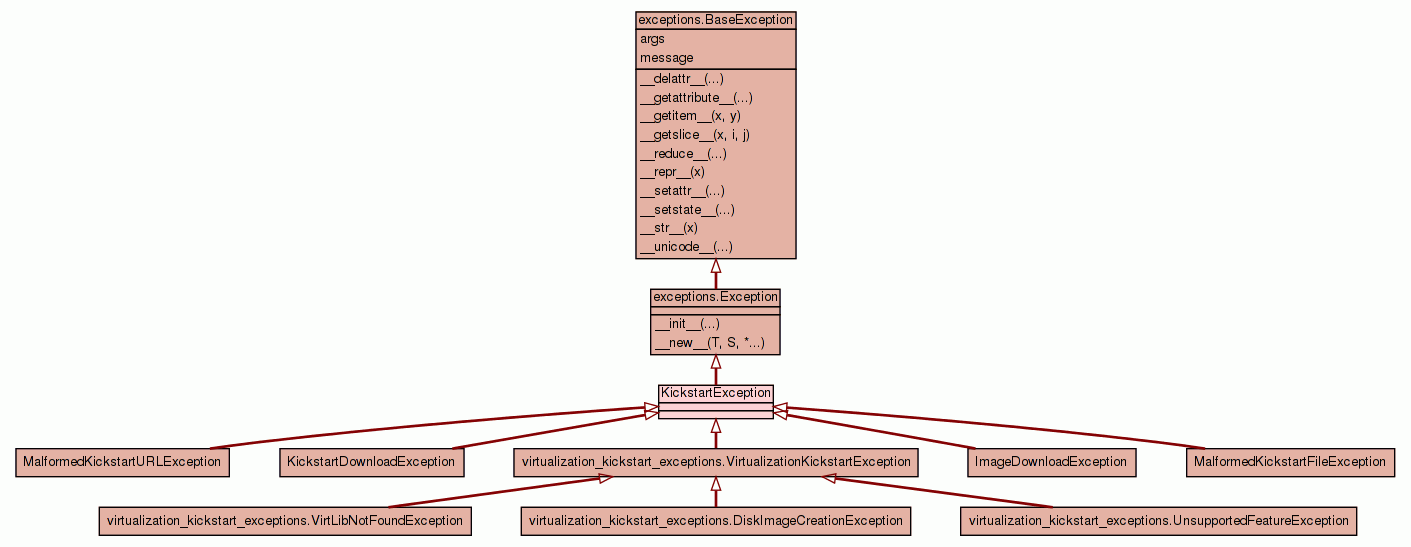 exceptions.BaseException
args
message
__delattr__(...)
__getattribute__(...)
__getitem__(x, y)
__getslice__(x, i, j)
__reduce__(...)
__repr__(x)
__setattr__(...)
__setstate__(...)
__str__(x)
__unicode__(...)
exceptions.Exception
__init__(...)
__new__(T, S, *...)
KickstartException
MalformedKickstartURLException
KickstartDownloadException
virtualization_kickstart_exceptions.VirtualizationKickstartException
ImageDownloadException
MalformedKickstartFileException
virtualization_kickstart_exceptions.VirtLibNotFoundException
virtualization_kickstart_exceptions.DiskImageCreationException
virtualization_kickstart_exceptions.UnsupportedFeatureException